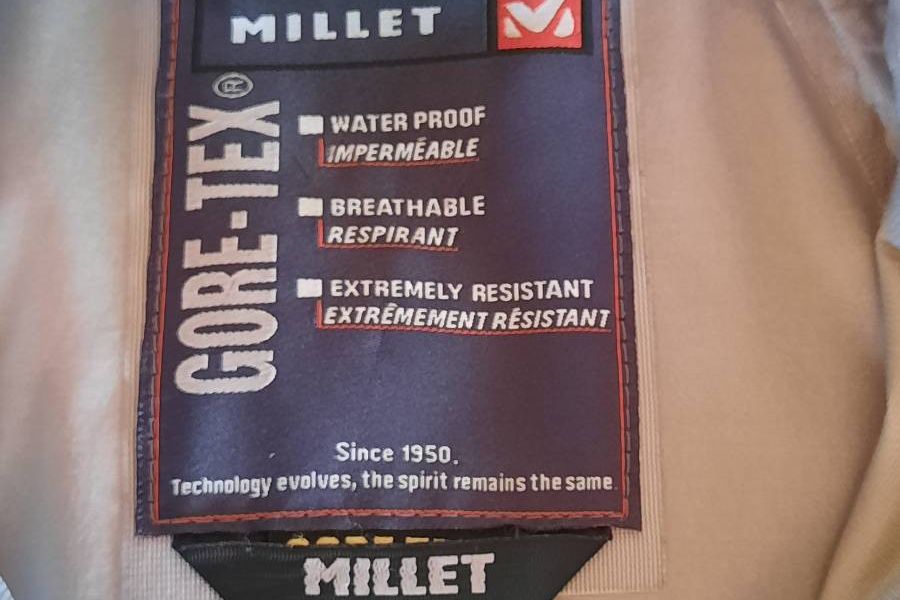 MILLET
GORE-TEX®
WATER PROOF
IMPERMÉABLE
BREATHABLE
RESPIRANT
EXTREMELY RESISTANT
EXTRÊMEMENT RÉSISTANT
Since 1950.
Technology evolves, the spirit remains the same.
MILLET